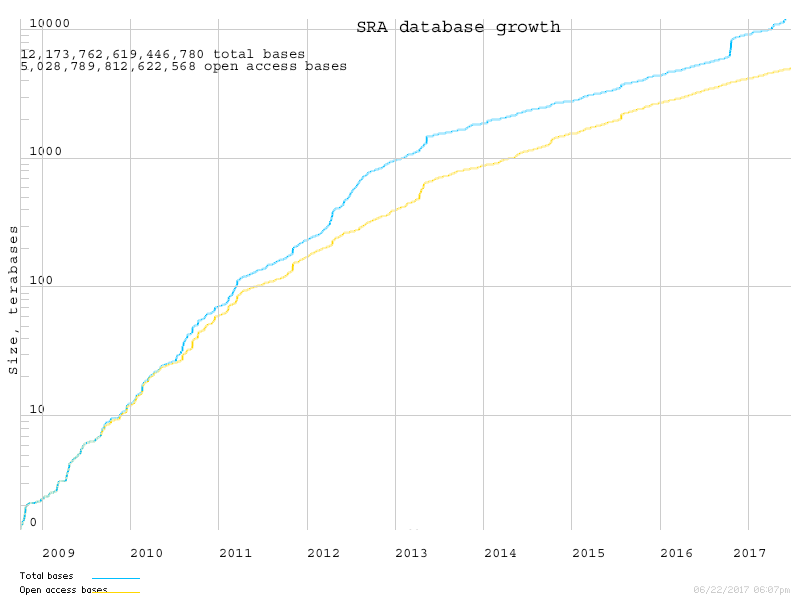 SRA database growth
10000
12,173,762,619,446,780 total bases
5,028,789,812,622,568 open access bases
1000
100
10
0
Size, terabases
2009 2010 2011 2012 2013 2014 2015 2016 2017
Total bases
Open access bases
06/22/2017 06:07pm